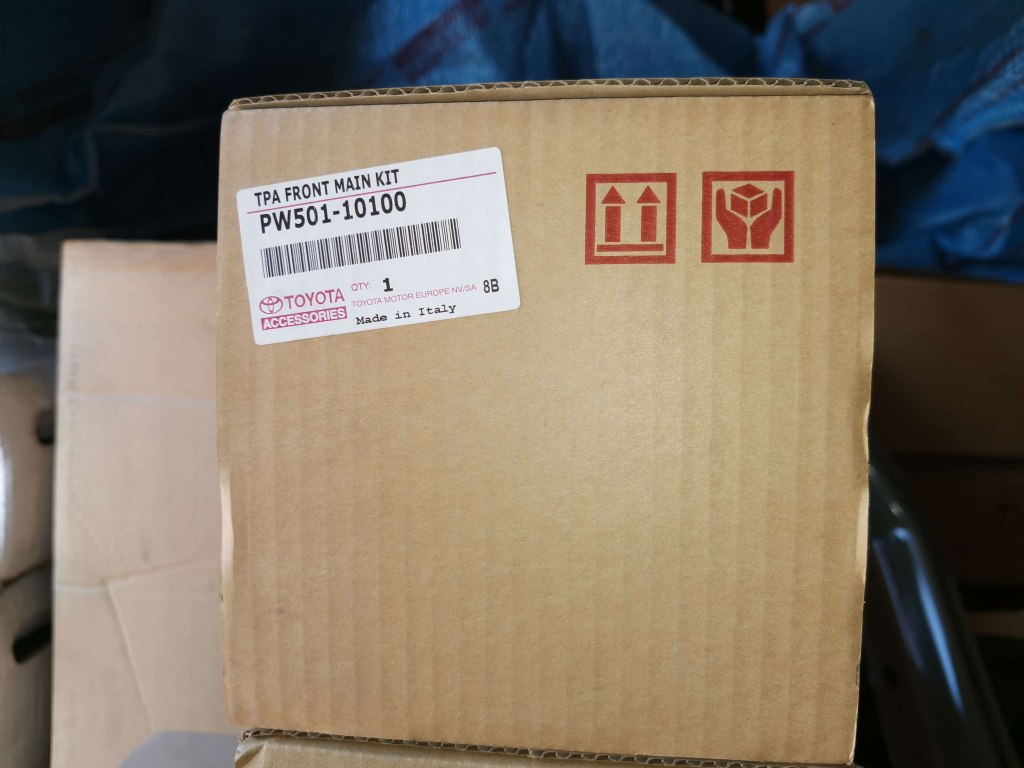 TPA FRONT MAIN KIT
PW501-10100
QTY: 1
TOYOTA
TOYOTA MOTOR EUROPE NV/SA 8B
ACCESSORIES
Made in Italy